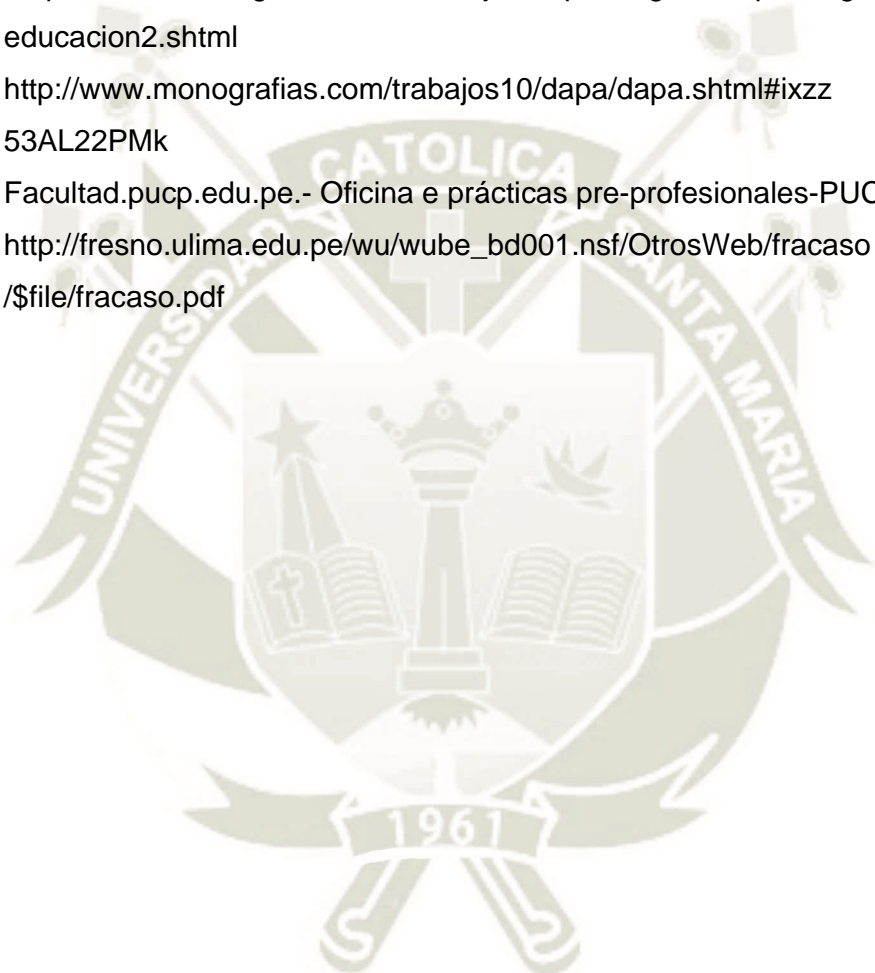 educacion2.shtml
http://www.monografias.com/trabajos10/dapa/dapa.shtml#ixzz
53AL22PMk
Facultad.pucp.edu.pe.- Oficina e prácticas pre-profesionales-PUC
http://fresno.ulima.edu.pe/wu/wube_bd001.nsf/OtrosWeb/fracaso
/$file/fracaso.pdf
UNIVERSIDAD CATOLICA SANTA MARIA
1961